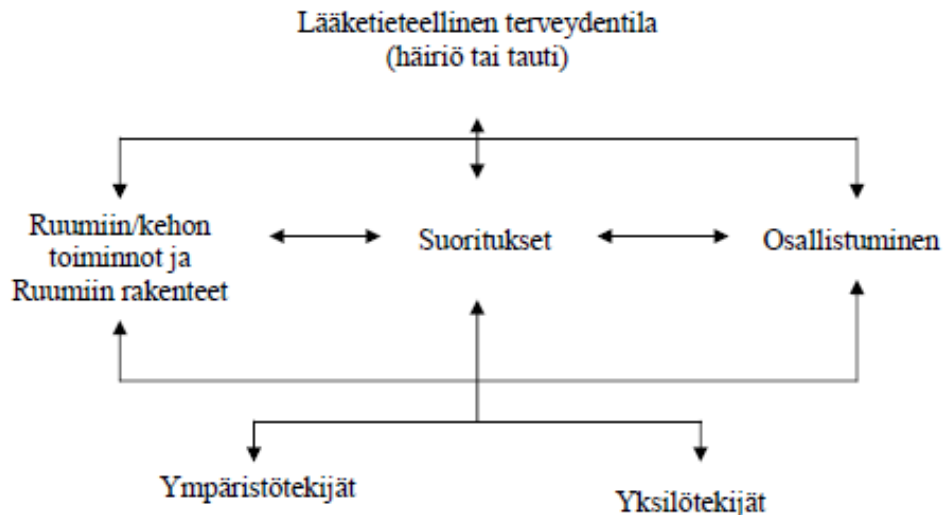 Lääketieteellinen terveydentila
(häiriö tai tauti)
Ruumiin/kehon
toiminnot ja
Ruumiin rakenteet
Suoritukset
Osallistuminen
Ympäristötekijät
Yksilötekijät